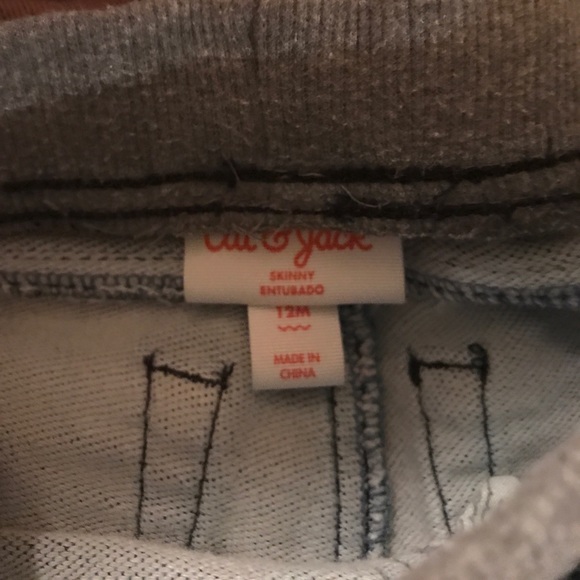 Cat & Jack
SKINNY
ENTUBADO
12M
MADE IN
CHINA